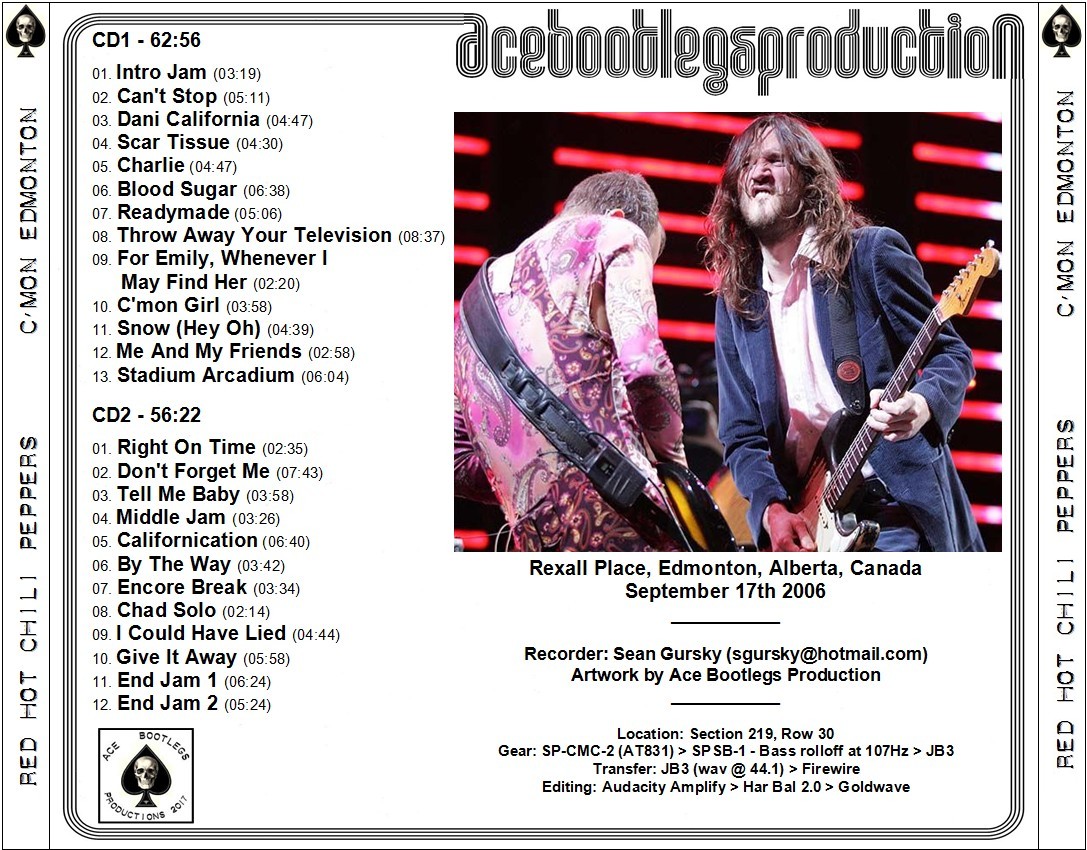 RED HOT CHILI PEPPERS C'MON EDMONTON
CD1 - 62:56
01. Intro Jam (03:19)
02. Can't Stop (05:11)
03. Dani California (04:47)
04. Scar Tissue (04:30)
05. Charlie (04:47)
06. Blood Sugar (06:38)
07. Readymade (05:06)
08. Throw Away Your Television (08:37)
09. For Emily, Whenever I
May Find Her (02:20)
10. C'mon Girl (03:58)
11. Snow (Hey Oh) (04:39)
12. Me And My Friends (02:58)
13. Stadium Arcadium (06:04)
CD2 - 56:22
01. Right On Time (02:35)
02. Don't Forget Me (07:43)
03. Tell Me Baby (03:58)
04. Middle Jam (03:26)
05. Californication (06:40)
06. By The Way (03:42)
07. Encore Break (03:34)
08. Chad Solo (02:14)
09. I Could Have Lied (04:44)
10. Give It Away (05:58)
11. End Jam 1 (06:24)
12. End Jam 2 (05:24)
ACE BOOTLEGS
PRODUCTIONS 2017
acebootlegsproduction
Rexall Place, Edmonton, Alberta, Canada
September 17th 2006
Recorder: Sean Gursky (sgursky@hotmail.com)
Artwork by Ace Bootlegs Production
Location: Section 219, Row 30
Gear: SP-CMC-2 (AT831) > SPSB-1 - Bass rolloff at 107Hz > JB3
Transfer: JB3 (wav @ 44.1) > Firewire
Editing: Audacity Amplify > Har Bal 2.0 > Goldwave
RED HOT CHILI PEPPERS C'MON EDMONTON